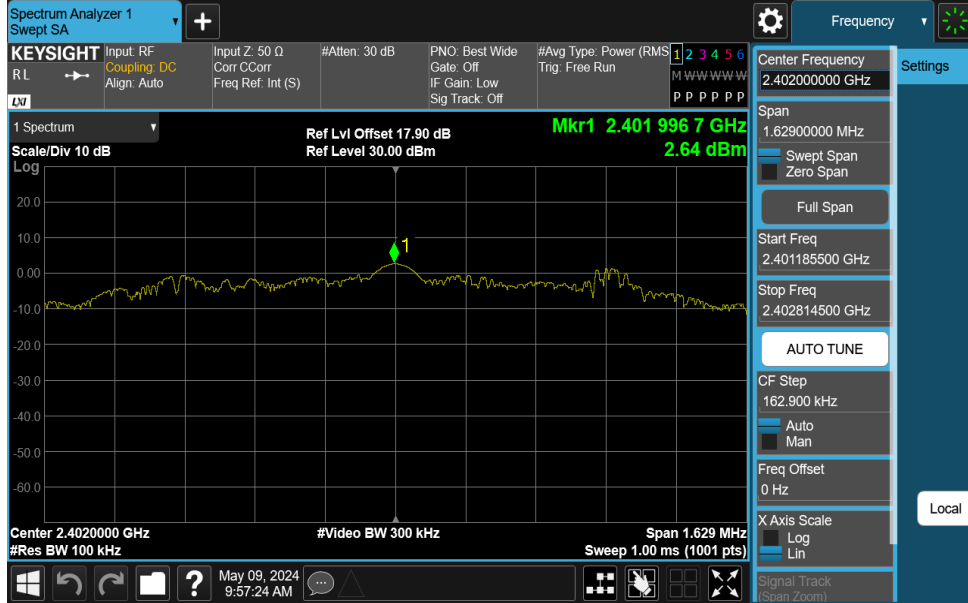 Spectrum Analyzer 1
Swept SA
+
Frequency
KEYSIGHT
R L
LXI
Input: RF
Coupling: DC
Align: Auto
Input Z: 50 Ω
Corr CCorr
Freq Ref: Int (S)
#Atten: 30 dB
PNO: Best Wide
Gate: Off
IF Gain: Low
Sig Track: Off
#Avg Type: Power (RMS
Trig: Free Run
1 2 3 4 5 6
M W W W W W
P P P P P P
1 Spectrum
Scale/Div 10 dB
Log
Ref Lvl Offset 17.90 dB
Ref Level 30.00 dBm
Mkr1 2.401 996 7 GHz
2.64 dBm
20.0
10.0
0.00
-10.0
-20.0
-30.0
-40.0
-50.0
-60.0
1
Center 2.4020000 GHz
#Res BW 100 kHz
#Video BW 300 kHz
Span 1.629 MHz
Sweep 1.00 ms (1001 pts)
?
May 09, 2024
9:57:24 AM
Center Frequency
2.402000000 GHz
Span
1.62900000 MHz
Swept Span
Zero Span
Full Span
Start Freq
2.401185500 GHz
Stop Freq
2.402814500 GHz
AUTO TUNE
CF Step
162.900 kHz
Auto
Man
Freq Offset
0 Hz
X Axis Scale
Log
Lin
Signal Track
(Span Zoom)
Settings
Local